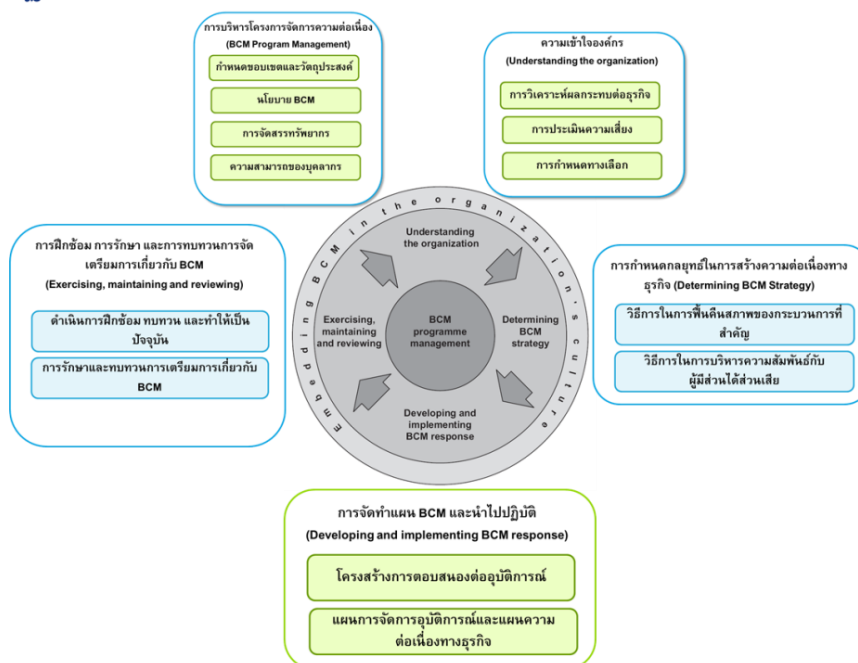 การบริหารโครงการจัดการความต่อเนื่อง
(BCM Program Management)
กำหนดขอบเขตและวัตถุประสงค์
นโยบาย BCM
การจัดสรรทรัพยากร
ความสามารถของบุคลากร
ความเข้าใจองค์กร
(Understanding the organization)
การวิเคราะห์ผลกระทบต่อธุรกิจ
การประเมินความเสี่ยง
การกำหนดทางเลือก
การฝึกซ้อม การรักษา และการทบทวนการจัด
เตรียมการเกี่ยวกับ BCM
(Exercising, maintaining and reviewing)
ดำเนินการฝึกซ้อม ทบทวน และทำให้เป็น
ปัจจุบัน
การรักษาและทบทวนการเตรียมการเกี่ยวกับ
BCM
Embedding BCM in the organization's culture
Understanding
the organization
Exercising,
maintaining
and reviewing
BCM
programme
management
Determining
BCM
strategy
Developing and
implementing
BCM response
การกำหนดกลยุทธ์ในการสร้างความต่อเนื่องทาง
ธุรกิจ (Determining BCM Strategy)
วิธีการในการฟื้นคืนสภาพของกระบวนการที่
สำคัญ
วิธีการในการบริหารความสัมพันธ์กับ
ผู้มีส่วนได้ส่วนเสีย
การจัดทำแผน BCM และนำไปปฏิบัติ
(Developing and implementing BCM response)
โครงสร้างการตอบสนองต่ออุบัติการณ์
แผนการจัดการอุบัติการณ์และแผนความ
ต่อเนื่องทางธุรกิจ